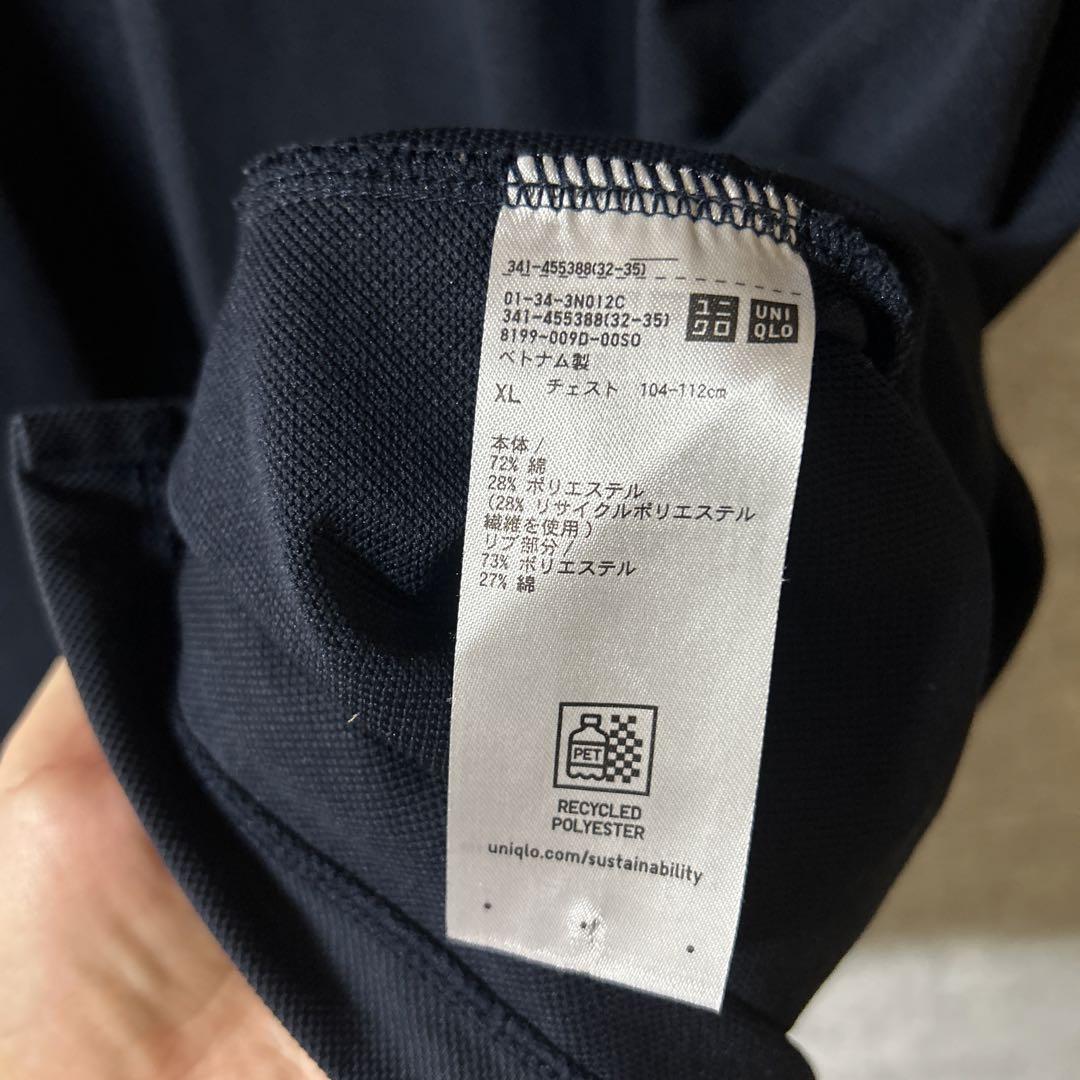 341-455388(32-35)
01-34-3N012C
341-455388(32-35)
8199-009D-00S0
ユニクロ
UNIQLO
ベトナム製
XL チェスト 104-112cm
本体/
72% 綿
28% ポリエステル
(28% リサイクルポリエステル
繊維を使用)
リブ部分/
73% ポリエステル
27% 綿
PET
RECYCLED
POLYESTER
uniqlo.com/sustainability